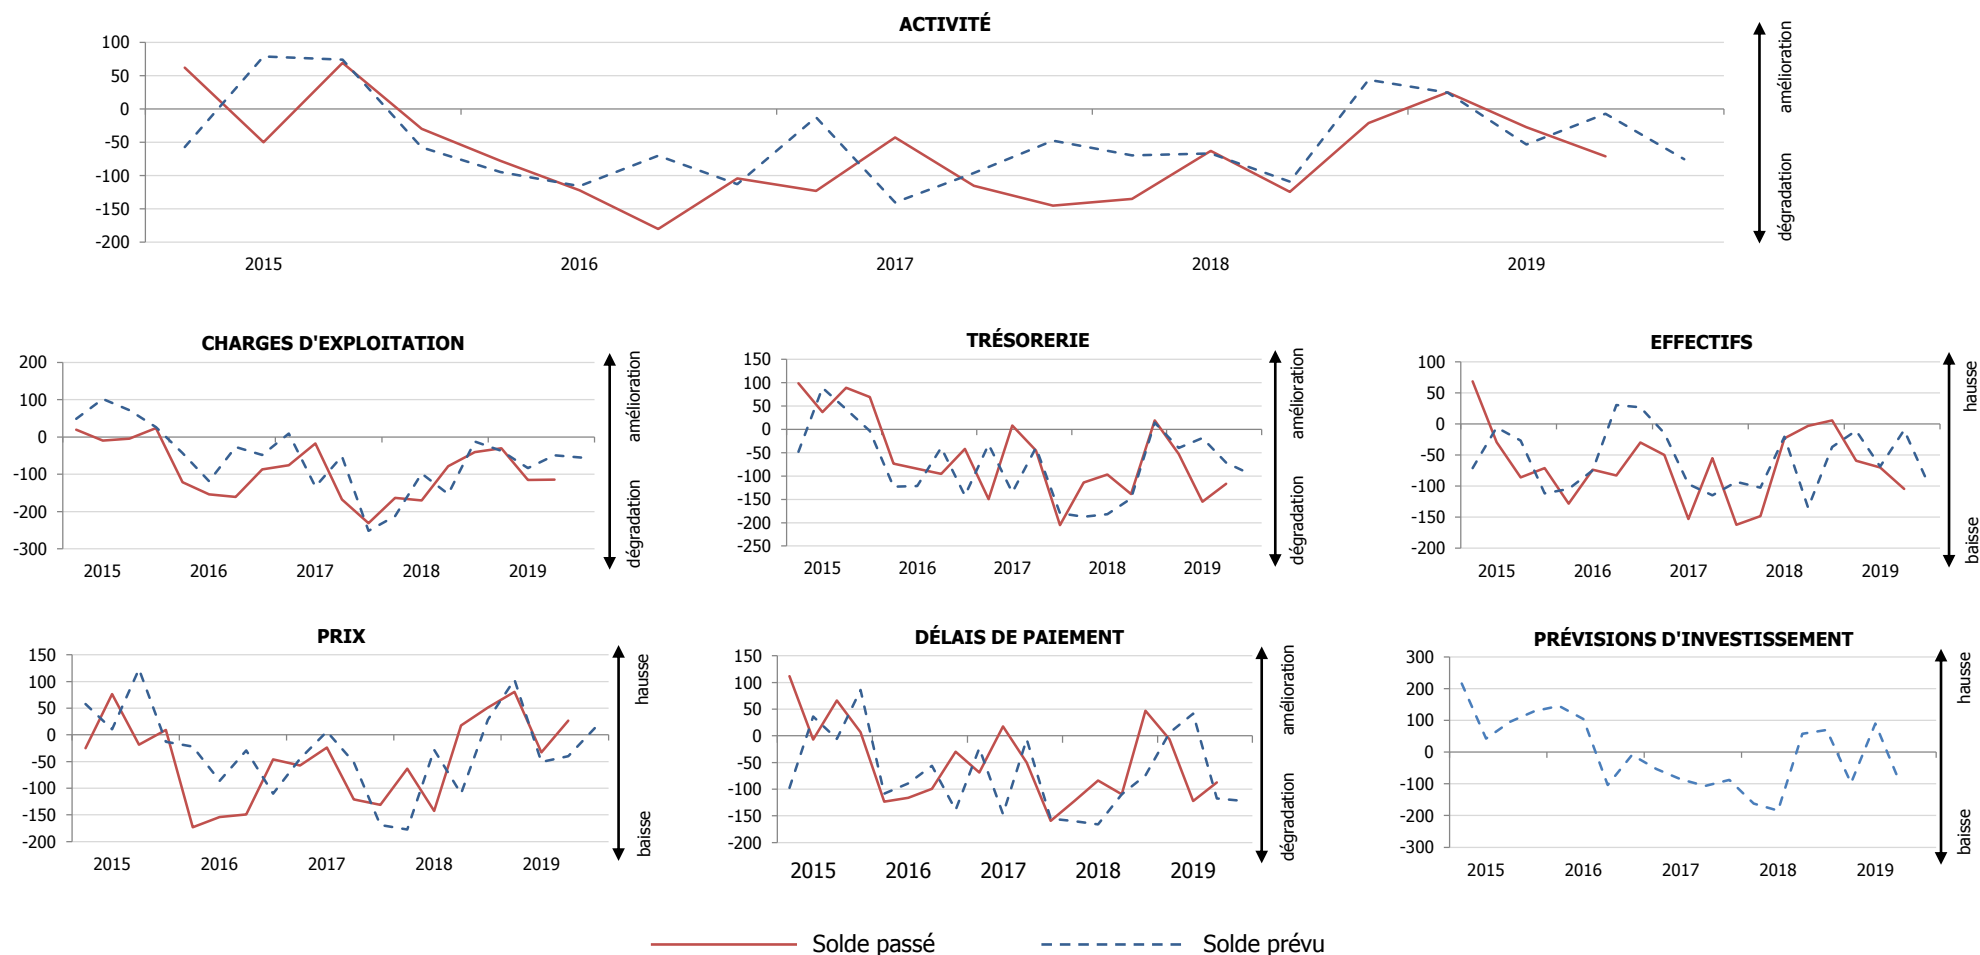 ACTIVITÉ
100
50
0
-50
-100
-150
-200
2015 2016 2017 2018 2019
amélioration
dégradation
CHARGES D'EXPLOITATION
200
100
0
-100
-200
-300
2015 2016 2017 2018 2019
amélioration
dégradation
TRÉSORERIE
150
100
50
0
-50
-100
-150
-200
-250
2015 2016 2017 2018 2019
amélioration
dégradation
EFFECTIFS
100
50
0
-50
-100
-150
-200
2015 2016 2017 2018 2019
hausse
baisse
PRIX
150
100
50
0
-50
-100
-150
-200
2015 2016 2017 2018 2019
hausse
baisse
DÉLAIS DE PAIEMENT
150
100
50
0
-50
-100
-150
-200
2015 2016 2017 2018 2019
amélioration
dégradation
PRÉVISIONS D'INVESTISSEMENT
300
200
100
0
-100
-200
-300
2015 2016 2017 2018 2019
hausse
baisse
Solde passé Solde prévu